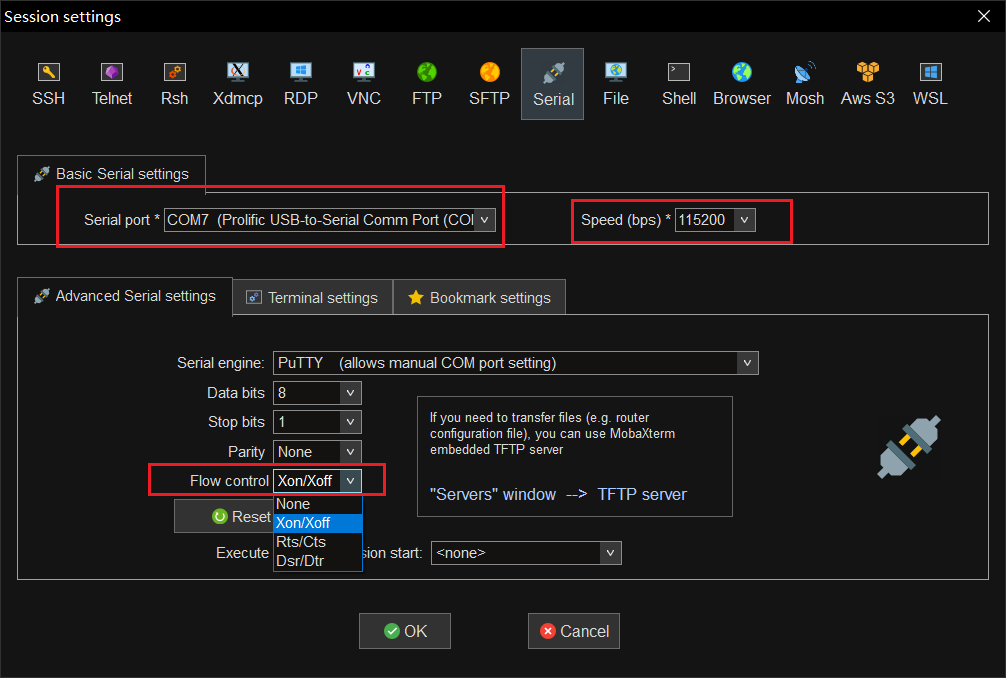 Session settings
SSH Telnet Rsh Xdmcp RDP VNC FTP SFTP Serial File Shell Browser Mosh Aws S3 WSL
Basic Serial settings
Serial port * COM7 (Prolific USB-to-Serial Comm Port (COI Speed (bps) * 115200
Advanced Serial settings Terminal settings Bookmark settings
Serial engine: PuTTY (allows manual COM port setting)
Data bits 8
Stop bits 1
Parity None
Flow control Xon/Xoff
None
Xon/Xoff
Rts/Cts
Dsr/Dtr
If you need to transfer files (e.g. router
configuration file), you can use MobaXterm
embedded TFTP server
"Servers" window --> TFTP server
Reset
Execute sion start: <none>
OK Cancel